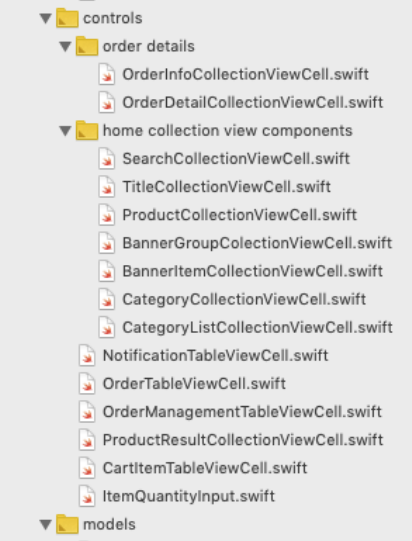 controls
order details
OrderInfoCollectionViewCell.swift
OrderDetailCollectionViewCell.swift
home collection view components
SearchCollectionViewCell.swift
TitleCollectionViewCell.swift
ProductCollectionViewCell.swift
BannerGroupColectionViewCell.swift
BannerItemCollectionViewCell.swift
CategoryCollectionViewCell.swift
CategoryListCollectionViewCell.swift
NotificationTableViewCell.swift
OrderTableViewCell.swift
OrderManagementTableViewCell.swift
ProductResultCollectionViewCell.swift
CartItemTableViewCell.swift
ItemQuantityInput.swift
models